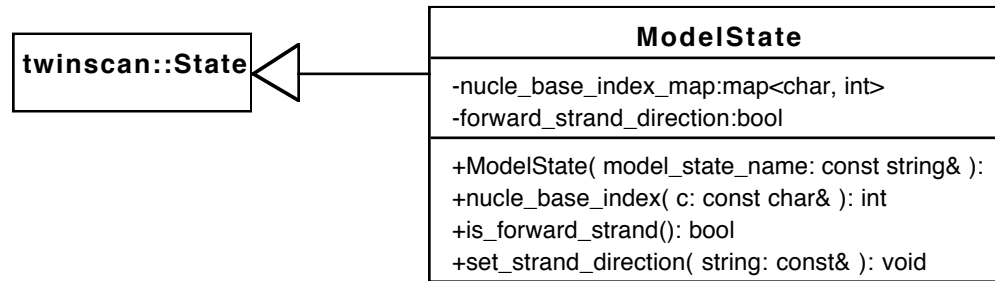 twinscan::State
ModelState
-nucle_base_index_map:map<char, int>
-forward_strand_direction:bool
+ModelState( model_state_name: const string& ):
+nucle_base_index( c: const char& ): int
+is_forward_strand(): bool
+set_strand_direction( string: const& ): void